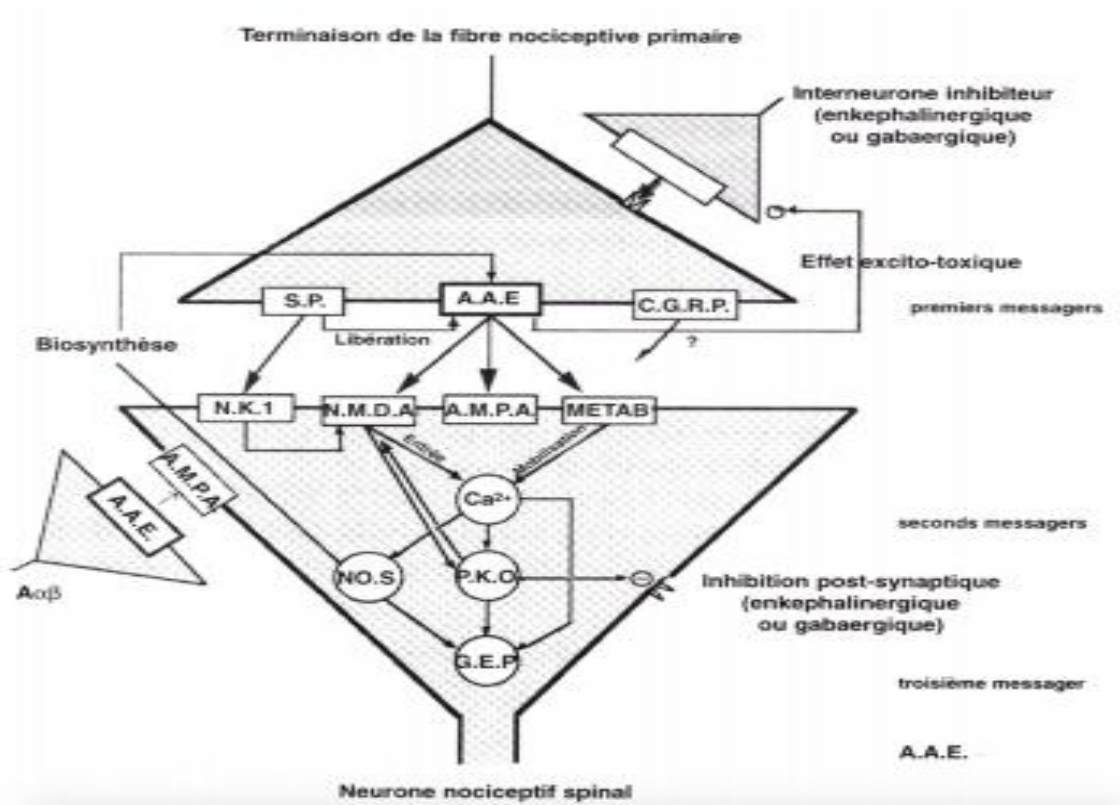 Terminaison de la fibre nociceptive primaire
Interneurone inhibiteur
(enkephalinergique
ou gabaergique)
Effet excito-toxique
S.P.
A.A.E
C.G.R.P.
premiers messagers
Libération
?
Biosynthèse
N.K.1
N.M.D.A
A.M.P.A.
METAB
Entrée
Mobilisation
A.M.P.A
A.A.E.
Ca2+
seconds messagers
NO.S
P.K.C
Inhibition post-synaptique
(enkephalinergique
ou gabaergique)
Aαβ
G.E.P
troisième messager
A.A.E.
Neurone nociceptif spinal